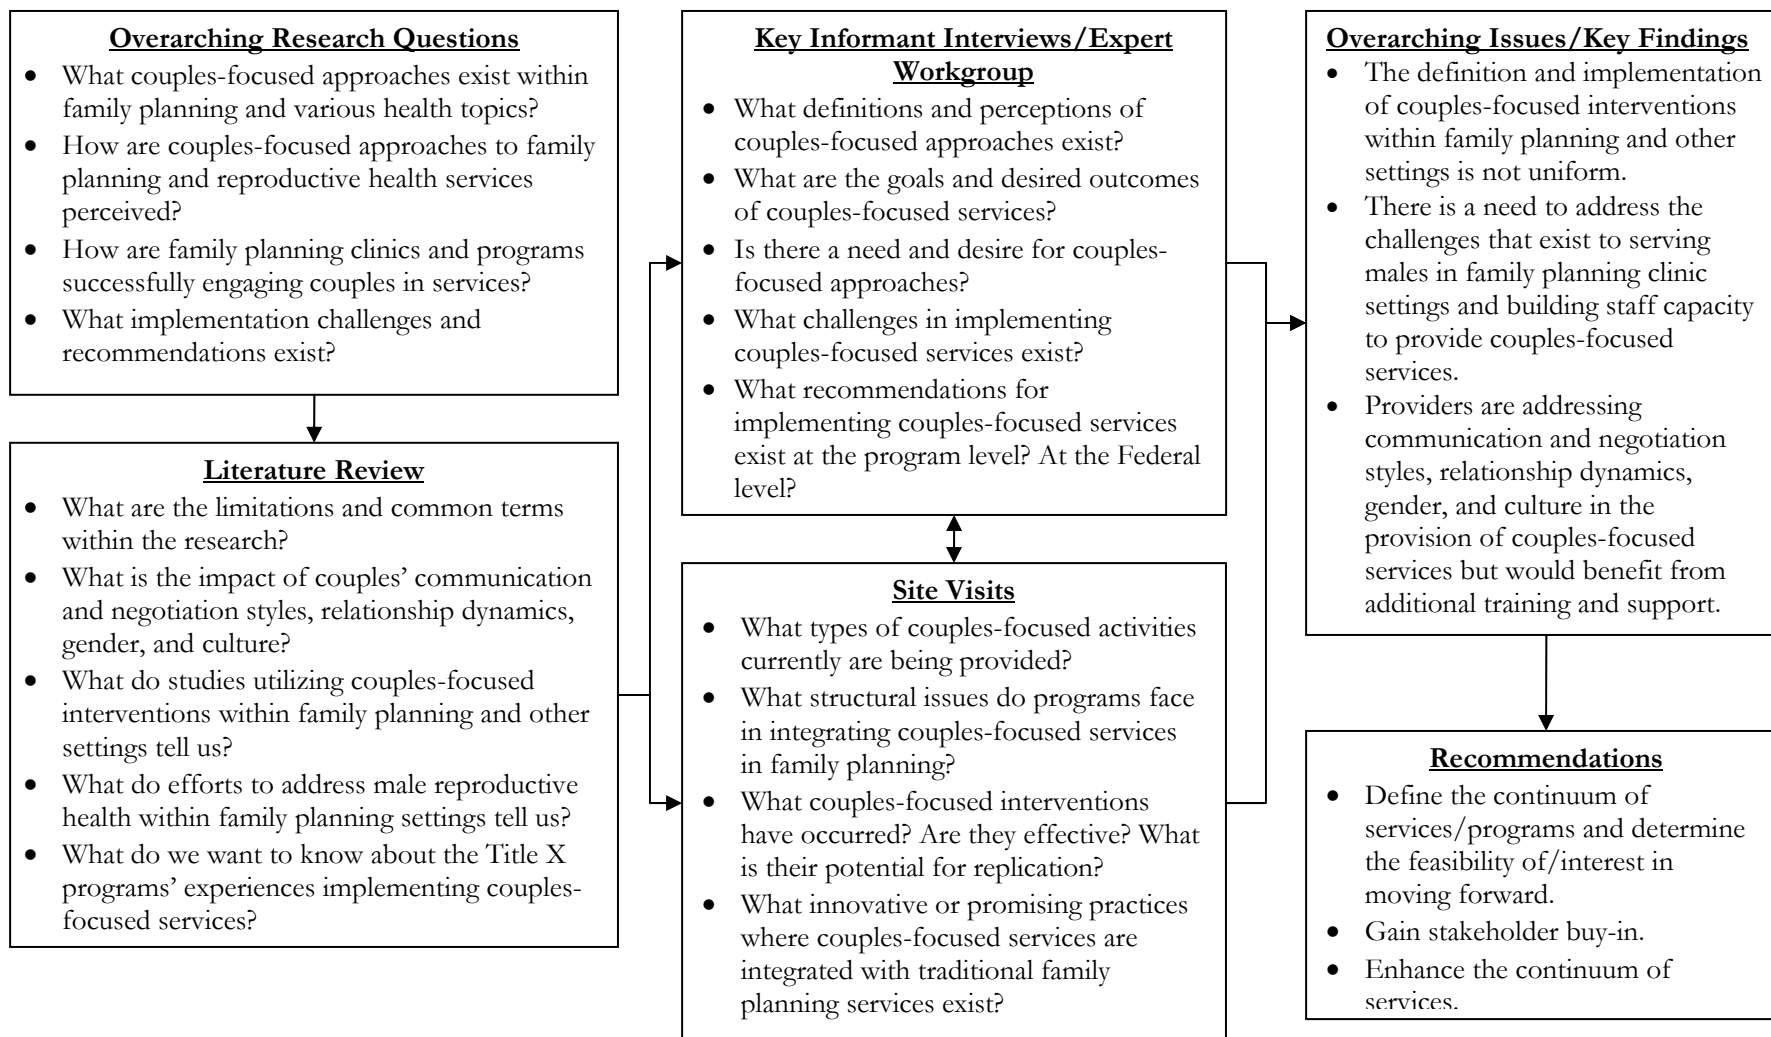 Overarching Research Questions
• What couples-focused approaches exist within
family planning and various health topics?
• How are couples-focused approaches to family
planning and reproductive health services
perceived?
• How are family planning clinics and programs
successfully engaging couples in services?
• What implementation challenges and
recommendations exist?
Literature Review
• What are the limitations and common terms
within the research?
• What is the impact of couples’ communication
and negotiation styles, relationship dynamics,
gender, and culture?
• What do studies utilizing couples-focused
interventions within family planning and other
settings tell us?
• What do efforts to address male reproductive
health within family planning settings tell us?
• What do we want to know about the Title X
programs’ experiences implementing couples-
focused services?
Key Informant Interviews/Expert
Workgroup
• What definitions and perceptions of
couples-focused approaches exist?
• What are the goals and desired outcomes
of couples-focused services?
• Is there a need and desire for couples-
focused approaches?
• What challenges in implementing
couples-focused services exist?
• What recommendations for
implementing couples-focused services
exist at the program level? At the Federal
level?
Site Visits
• What types of couples-focused activities
currently are being provided?
• What structural issues do programs face
in integrating couples-focused services
in family planning?
• What couples-focused interventions
have occurred? Are they effective? What
is their potential for replication?
• What innovative or promising practices
where couples-focused services are
integrated with traditional family
planning services exist?
Overarching Issues/Key Findings
• The definition and implementation
of couples-focused interventions
within family planning and other
settings is not uniform.
• There is a need to address the
challenges that exist to serving
males in family planning clinic
settings and building staff capacity
to provide couples-focused
services.
• Providers are addressing
communication and negotiation
styles, relationship dynamics,
gender, and culture in the
provision of couples-focused
services but would benefit from
additional training and support.
Recommendations
• Define the continuum of
services/programs and determine
the feasibility of/interest in
moving forward.
• Gain stakeholder buy-in.
• Enhance the continuum of
services.